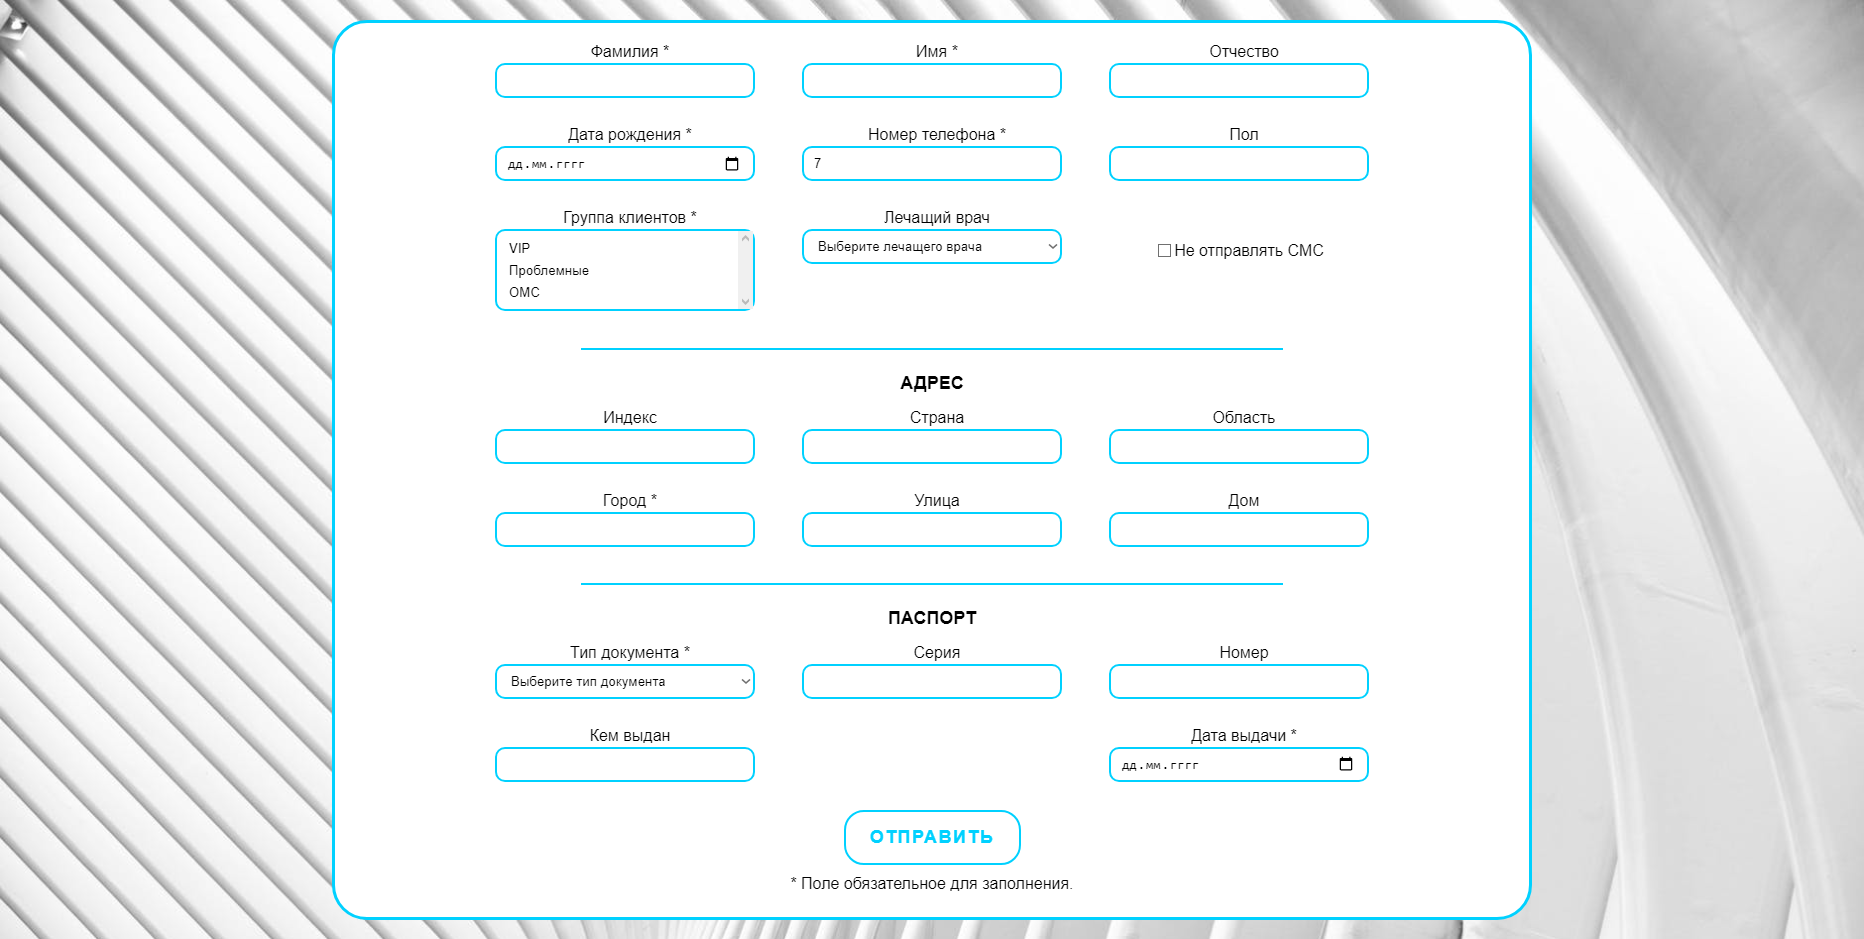 Фамилия *
Имя *
Отчество
Дата рождения *
Номер телефона *
Пол
дд.мм.гггг
7
Группа клиентов *
Лечащий врач
VIP
Проблемные
ОМС
Выберите лечащего врача
Не отправлять СМС
АДРЕС
Индекс
Страна
Область
Город *
Улица
Дом
ПАСПОРТ
Тип документа *
Серия
Номер
Выберите тип документа
Кем выдан
Дата выдачи *
дд.мм.гггг
ОТПРАВИТЬ
* Поле обязательное для заполнения.